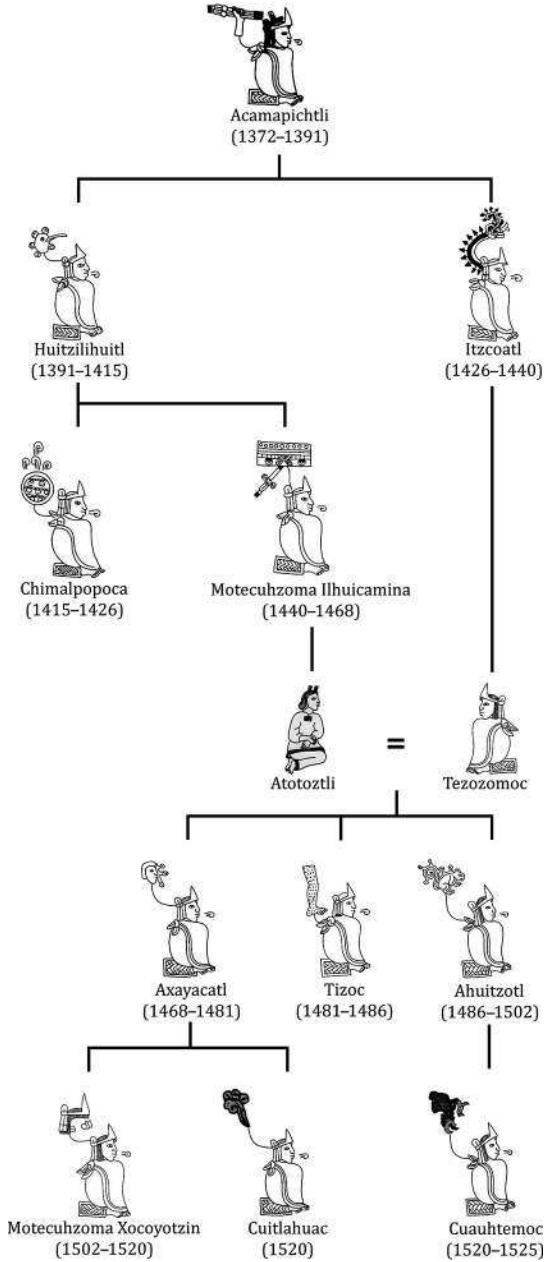 Acamapichtli
(1372–1391)
Huitzilihuitl
(1391–1415)
Itzcoatl
(1426–1440)
Chimalpopoca
(1415–1426)
Motecuhzoma Ilhuicamina
(1440–1468)
Atotoztli
=
Tezozomoc
Axayacatl
(1468–1481)
Tizoc
(1481–1486)
Ahuitzotl
(1486–1502)
Motecuhzoma Xocoyotzin
(1502–1520)
Cuitlahuac
(1520)
Cuauhtemoc
(1520–1525)